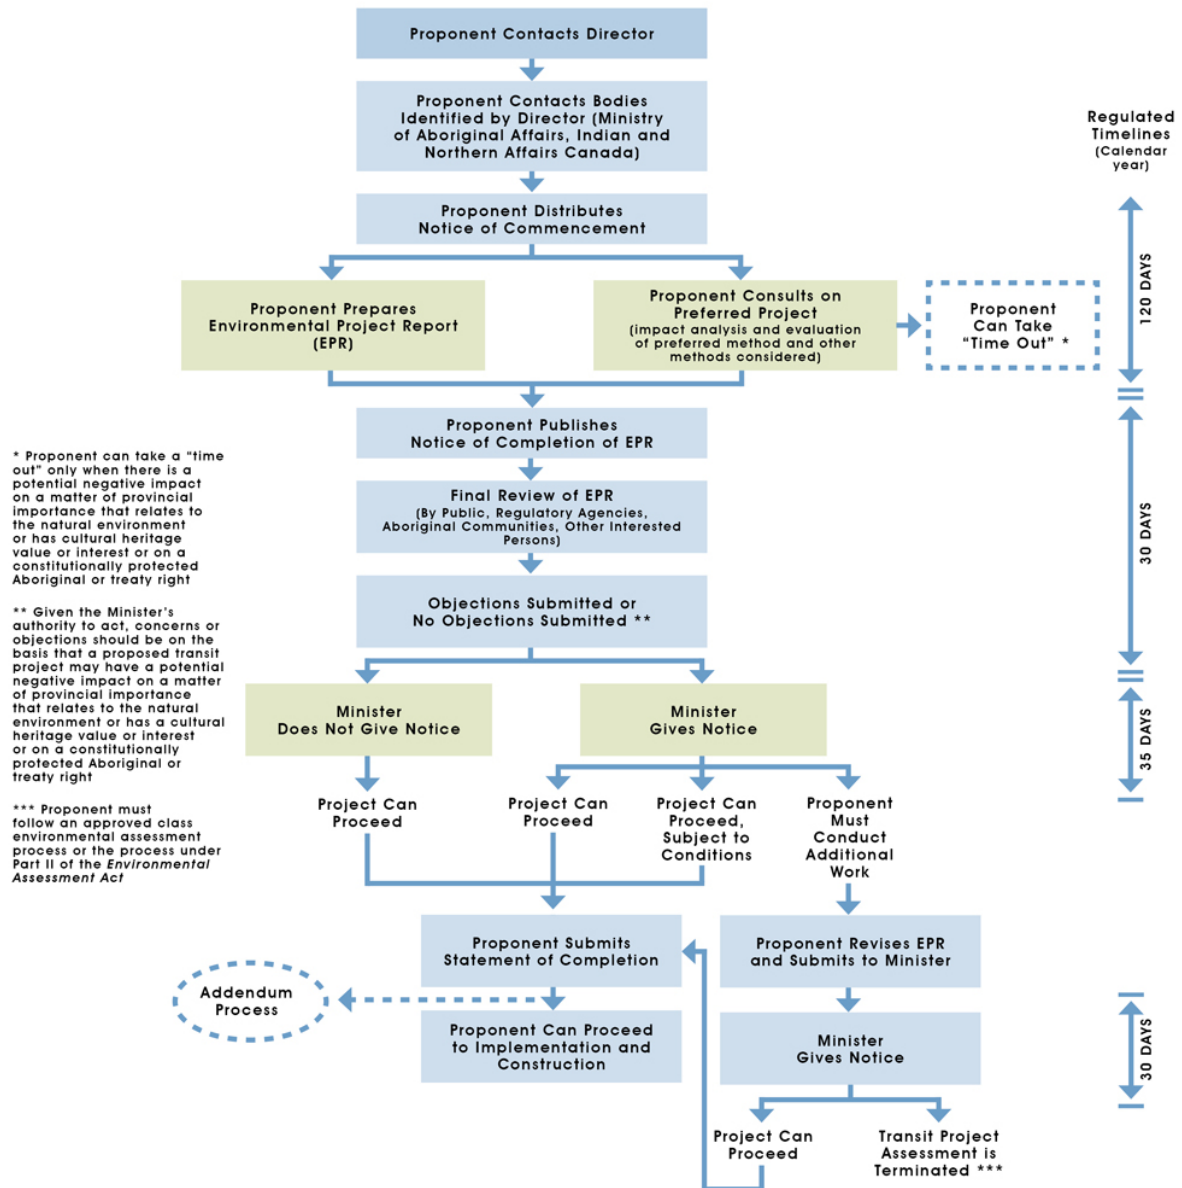 Proponent Contacts Director
Proponent Contacts Bodies
Identified by Director (Ministry
of Aboriginal Affairs, Indian and
Northern Affairs Canada)
Regulated
Timelines
(Calendar
year)
Proponent Distributes
Notice of Commencement
120 DAYS
Proponent Prepares
Environmental Project Report
(EPR)
Proponent Consults on
Preferred Project
(impact analysis and evaluation
of preferred method and other
methods considered)
Proponent
Can Take
“Time Out” *
Proponent Publishes
Notice of Completion of EPR
Final Review of EPR
(By Public, Regulatory Agencies,
Aboriginal Communities, Other Interested
Persons)
30 DAYS
Objections Submitted or
No Objections Submitted **
* Proponent can take a “time
out” only when there is a
potential negative impact
on a matter of provincial
importance that relates to
the natural environment
or has cultural heritage
value or interest or on a
constitutionally protected
Aboriginal or treaty right
** Given the Minister’s
authority to act, concerns or
objections should be on the
basis that a proposed transit
project may have a potential
negative impact on a matter
of provincial importance
that relates to the natural
environment or has a cultural
heritage value or interest
or on a constitutionally
protected Aboriginal or
treaty right
*** Proponent must
follow an approved class
environmental assessment
process or the process under
Part II of the Environmental
Assessment Act
Minister
Does Not Give Notice
Minister
Gives Notice
35 DAYS
Project Can
Proceed
Project Can
Proceed
Project Can
Proceed,
Subject to
Conditions
Proponent
Must
Conduct
Additional
Work
Proponent Submits
Statement of Completion
Proponent Revises EPR
and Submits to Minister
Addendum
Process
Proponent Can Proceed
to Implementation and
Construction
Minister
Gives Notice
30 DAYS
Project Can
Proceed
Transit Project
Assessment is
Terminated ***